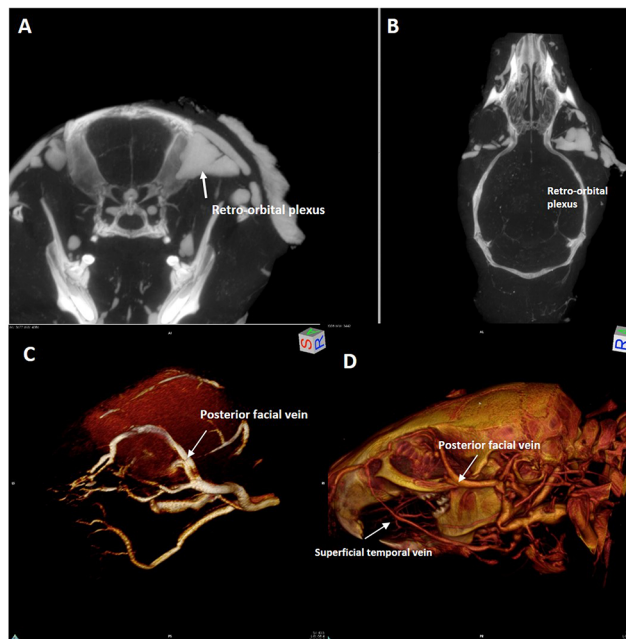 A
B
Retro-orbital plexus
Retro-orbital
plexus
S
R
R
C
D
Posterior facial vein
Posterior facial vein
Superficial temporal vein